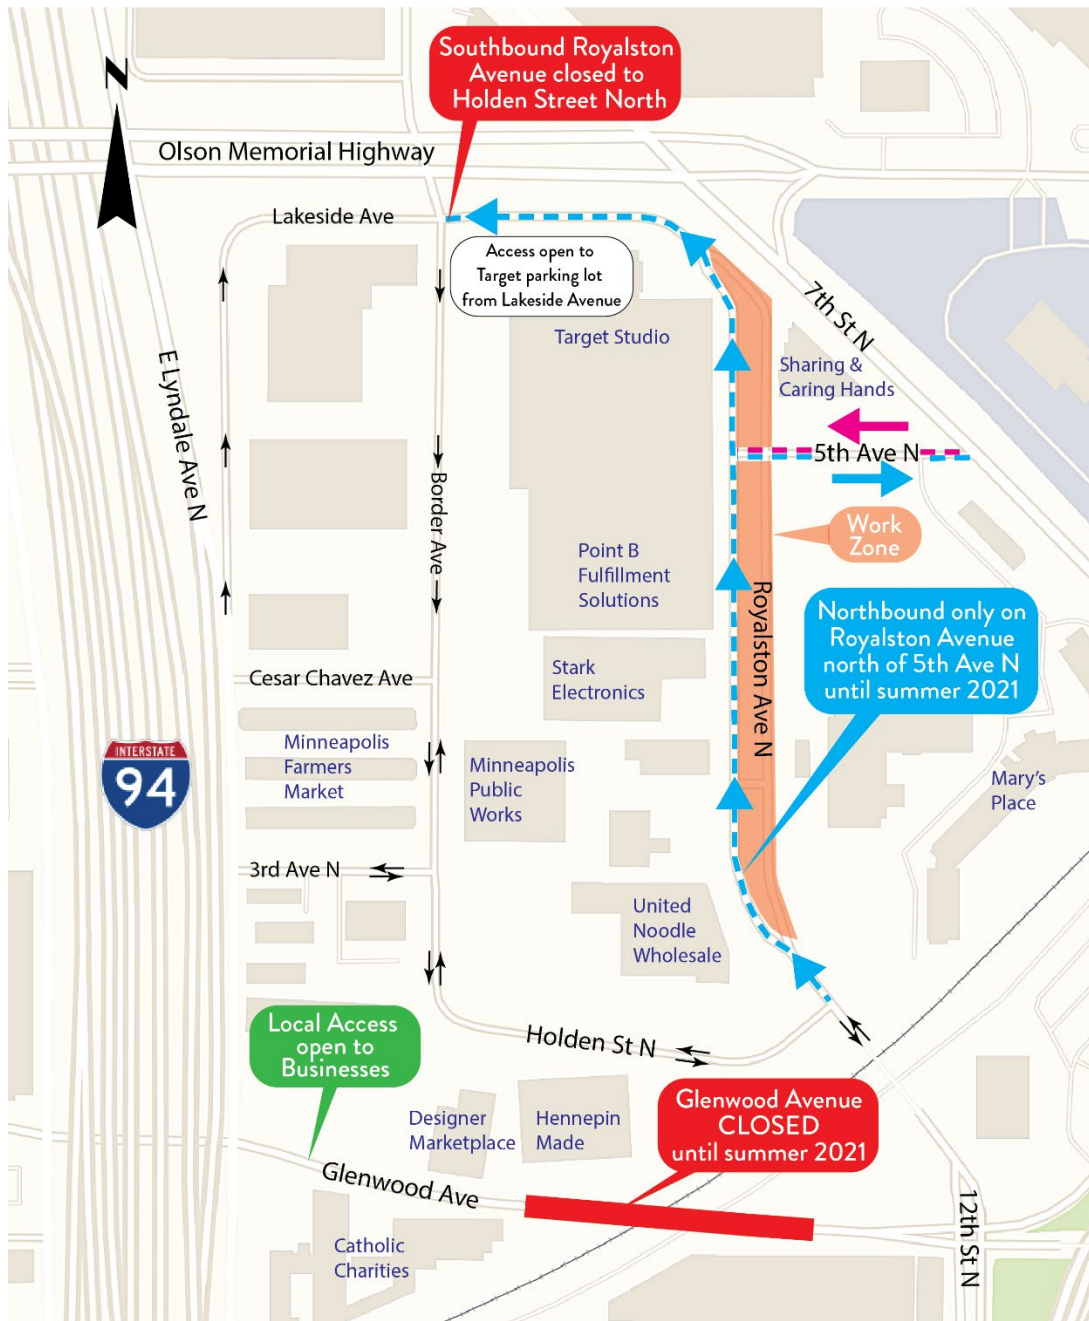 Southbound Royalston
Avenue closed to
Holden Street North
N
Olson Memorial Highway
Lakeside Ave
Access open to
Target parking lot
from Lakeside Avenue
7th St N
Target Studio
Sharing &
Caring Hands
E Lyndale Ave N
5th Ave N
Border Ave
Work
Zone
Point B
Fulfillment
Solutions
Royalston Ave N
Northbound only on
Royalston Avenue
north of 5th Ave N
until summer 2021
Cesar Chavez Ave
Stark
Electronics
INTERSTATE
94
Minneapolis
Farmers
Market
Minneapolis
Public
Works
Mary's
Place
3rd Ave N
United
Noodle
Wholesale
Local Access
open to
Businesses
Holden St N
Designer
Marketplace
Hennepin
Made
Glenwood Avenue
CLOSED
until summer 2021
Glenwood Ave
12th St N
Catholic
Charities